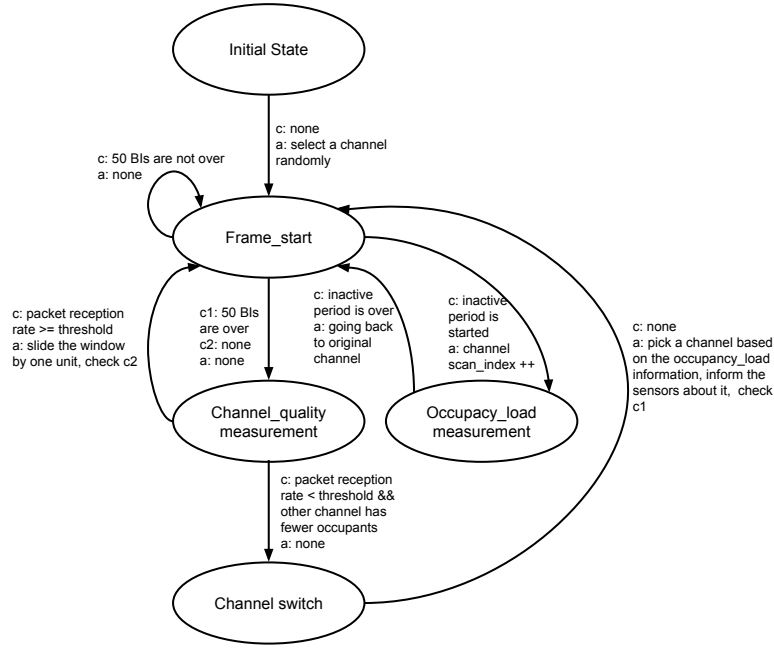 Initial State
c: none
a: select a channel
randomly
c: 50 BIs are not over
a: none
Frame_start
c: packet reception
rate >= threshold
a: slide the window
by one unit, check c2
c1: 50 BIs
are over
c2: none
a: none
c: inactive
period is over
a: going back
to original
channel
c: inactive
period is
started
a: channel
scan_index ++
c: none
a: pick a channel based
on the occupancy_load
information, inform the
sensors about it, check
c1
Channel_quality
measurement
Occupacy_load
measurement
c: packet reception
rate < threshold &&
other channel has
fewer occupants
a: none
Channel switch